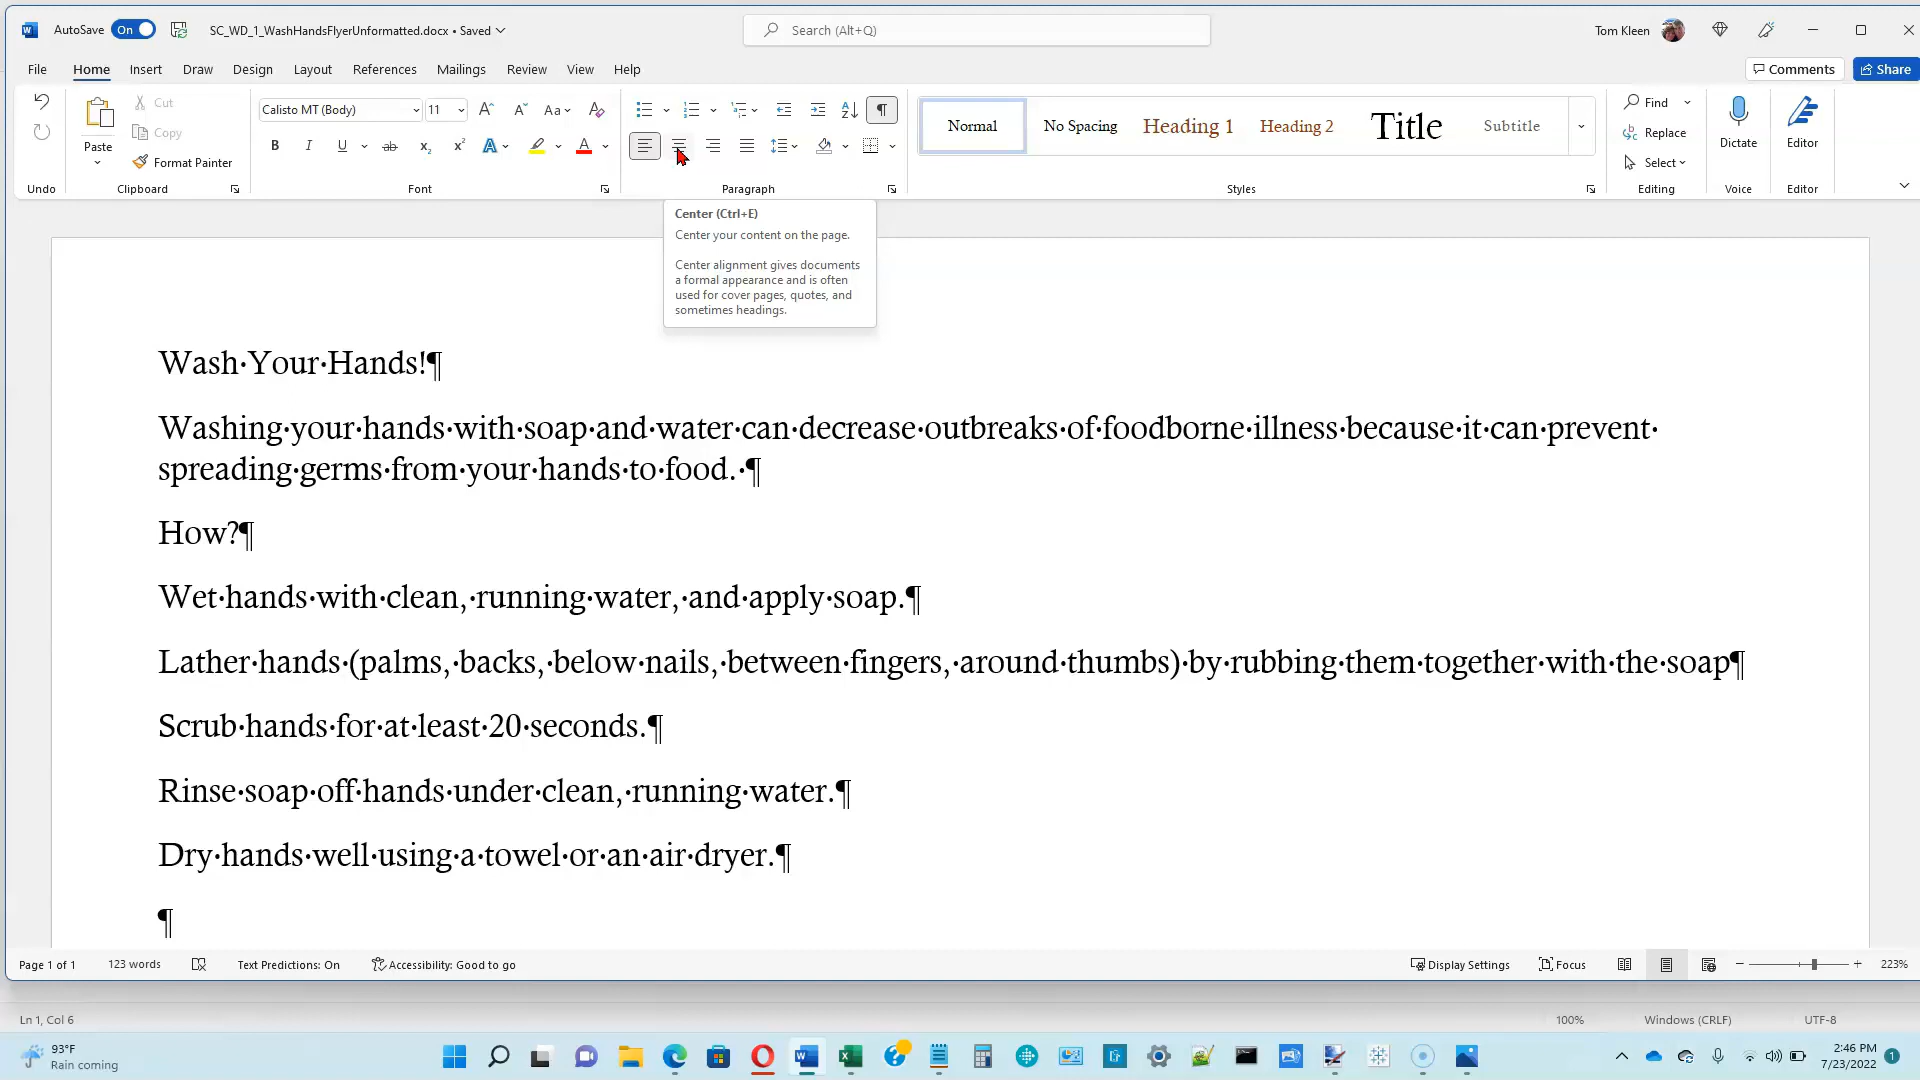 AutoSave On SC_WD_1_WashHandsFlyerUnformatted.docx • Saved Search (Alt+Q) Tom Kleen
File Home Insert Draw Design Layout References Mailings Review View Help Comments Share
Calisto MT (Body) 11 Aa
Paste Cut
Copy
Format Painter
B I U ab x₂ x² A A
Normal No Spacing Heading 1 Heading 2 Title Subtitle
Find
Replace
Select
Dictate Editor
Undo Clipboard Font Paragraph Styles Editing Voice Editor
Center (Ctrl+E)
Center your content on the page.
Center alignment gives documents
a formal appearance and is often
used for cover pages, quotes, and
sometimes headings.
Wash·Your·Hands!¶
Washing·your·hands·with·soap·and·water·can·decrease·outbreaks·of·foodborne·illness·because·it·can·prevent·
spreading·germs·from·your·hands·to·food.·¶
How?¶
Wet·hands·with·clean,·running·water,·and·apply·soap.¶
Lather·hands·(palms,·backs,·below·nails,·between·fingers,·around·thumbs)·by·rubbing·them·together·with·the·soap¶
Scrub·hands·for·at·least·20·seconds.¶
Rinse·soap·off·hands·under·clean,·running·water.¶
Dry·hands·well·using·a·towel·or·an·air·dryer.¶
¶
Page 1 of 1 123 words Text Predictions: On Accessibility: Good to go Display Settings Focus 223%
Ln 1, Col 6 100% Windows (CRLF) UTF-8
93°F
Rain coming
2:46 PM
7/23/2022 1